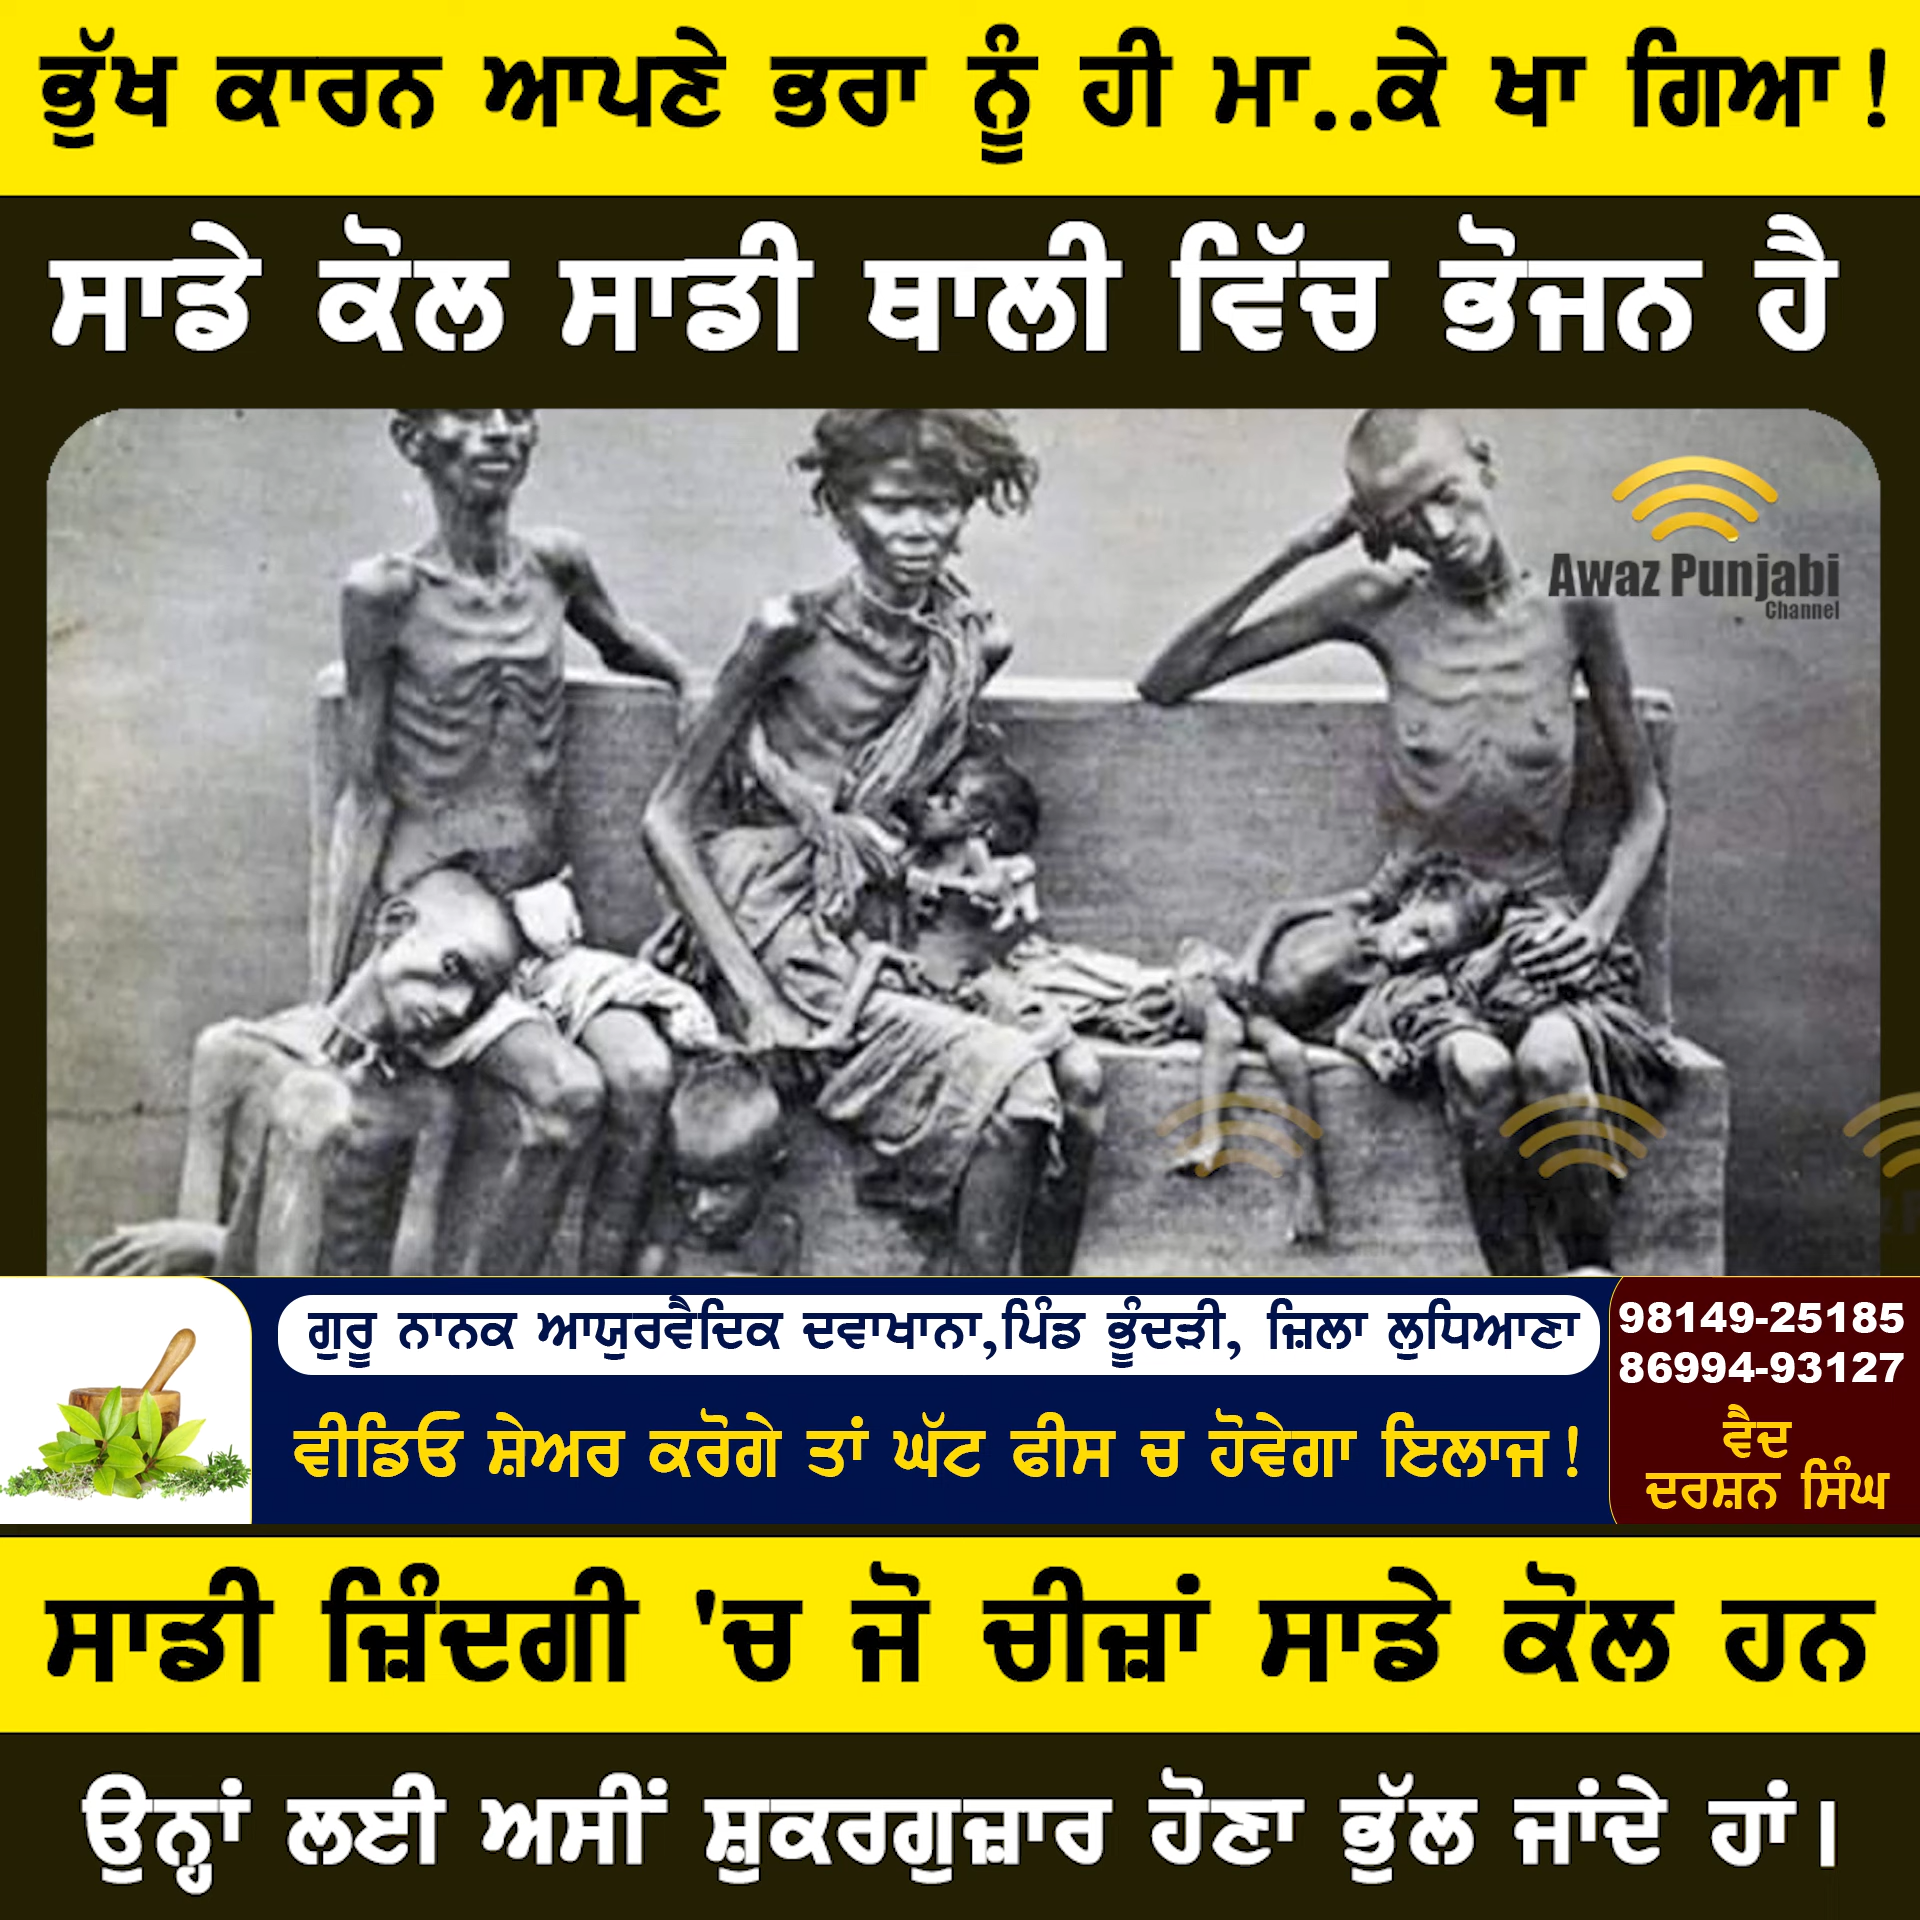 ਭੁੱਖ ਕਾਰਨ ਆਪਣੇ ਭਰਾ ਨੂੰ ਹੀ ਮਾ..ਕੇ ਖਾ ਗਿਆ!
ਸਾਡੇ ਕੋਲ ਸਾਡੀ ਥਾਲੀ ਵਿੱਚ ਭੋਜਨ ਹੈ
Awaz Punjabi
Channel
ਗੁਰੂ ਨਾਨਕ ਆਯੁਰਵੈਦਿਕ ਦਵਾਖਾਨਾ,ਪਿੰਡ ਭੂੰਦੜੀ, ਜ਼ਿਲਾ ਲੁਧਿਆਣਾ
ਵੀਡਿਓ ਸ਼ੇਅਰ ਕਰੋਗੇ ਤਾਂ ਘੱਟ ਫੀਸ ਚ ਹੋਵੇਗਾ ਇਲਾਜ!
98149-25185
86994-93127
ਵੈਦ
ਦਰਸ਼ਨ ਸਿੰਘ
ਸਾਡੀ ਜ਼ਿੰਦਗੀ 'ਚ ਜੋ ਚੀਜ਼ਾਂ ਸਾਡੇ ਕੋਲ ਹਨ
ਉਨ੍ਹਾਂ ਲਈ ਅਸੀਂ ਸ਼ੁਕਰਗੁਜ਼ਾਰ ਹੋਣਾ ਭੁੱਲ ਜਾਂਦੇ ਹਾਂ।